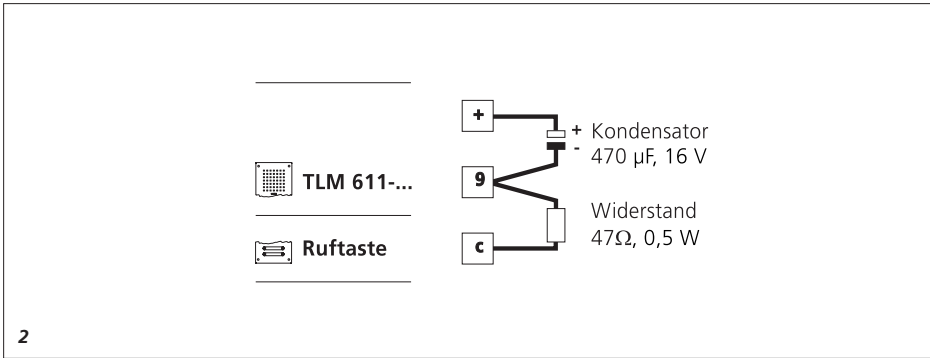 +
+ Kondensator
-
470 µF, 16 V
TLM 611-...
9
Widerstand
47Ω, 0,5 W
Ruftaste
c
2